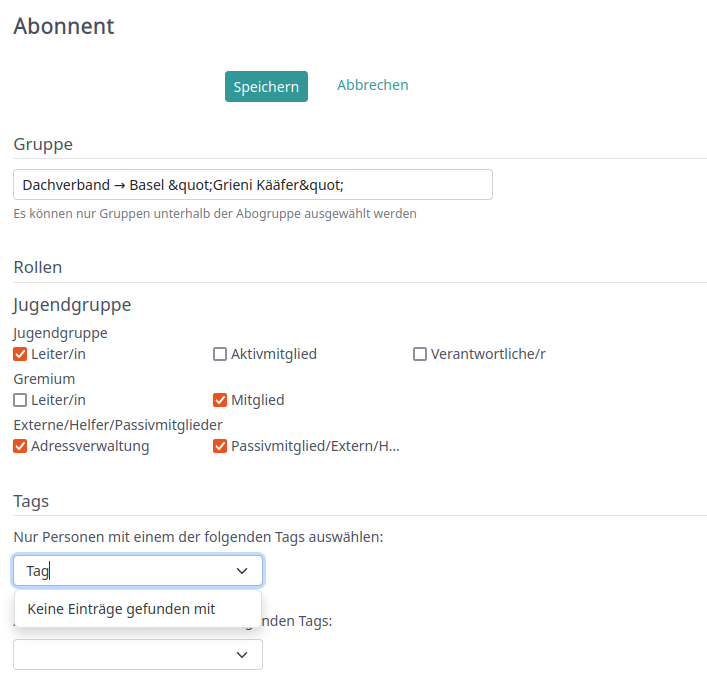 Abonnent
Speichern Abbrechen
Gruppe
Dachverband → Basel &quot;Grieni Kääfer&quot;
Es können nur Gruppen unterhalb der Abogruppe ausgewählt werden
Rollen
Jugendgruppe
Jugendgruppe
Leiter/in Aktivmitglied Verantwortliche/r
Gremium
Leiter/in Mitglied
Externe/Helfer/Passivmitglieder
Adressverwaltung Passivmitglied/Extern/H...
Tags
Nur Personen mit einem der folgenden Tags auswählen:
Tag
Keine Einträge gefunden mit
Tags: